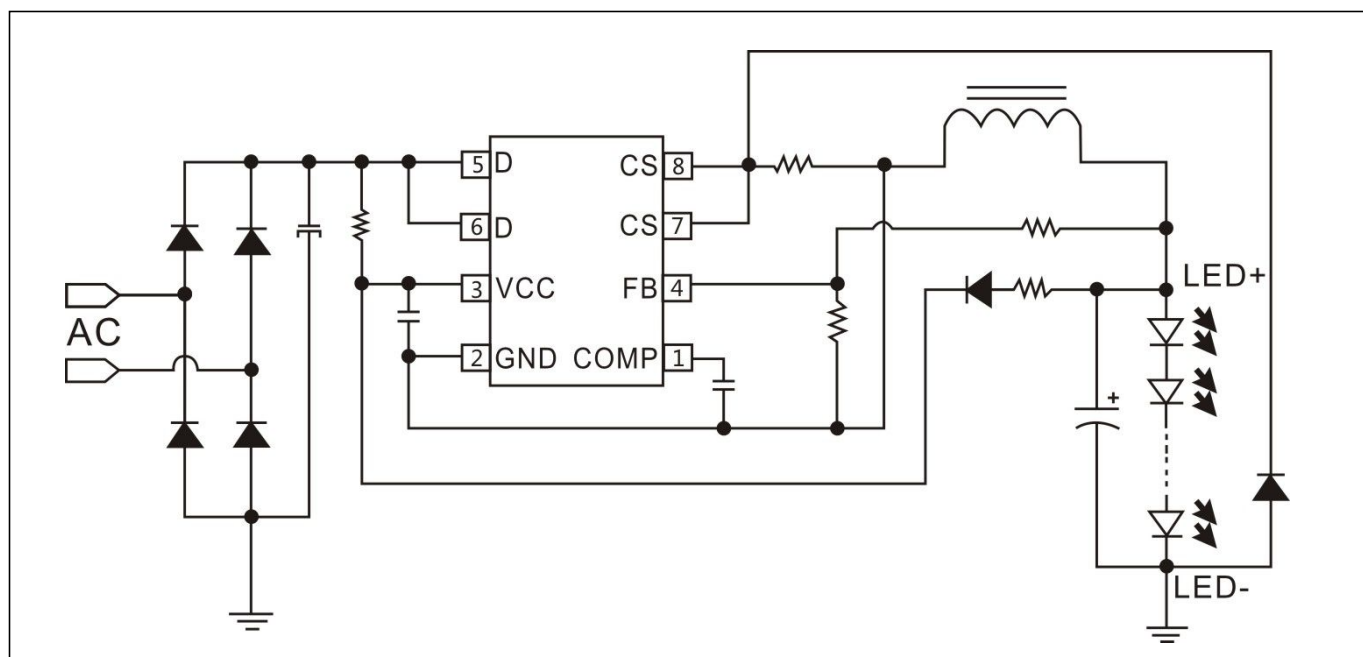 5 D CS 8
6 D CS 7
3 VCC FB 4
2 GND COMP 1
AC
LED+
+
LED-